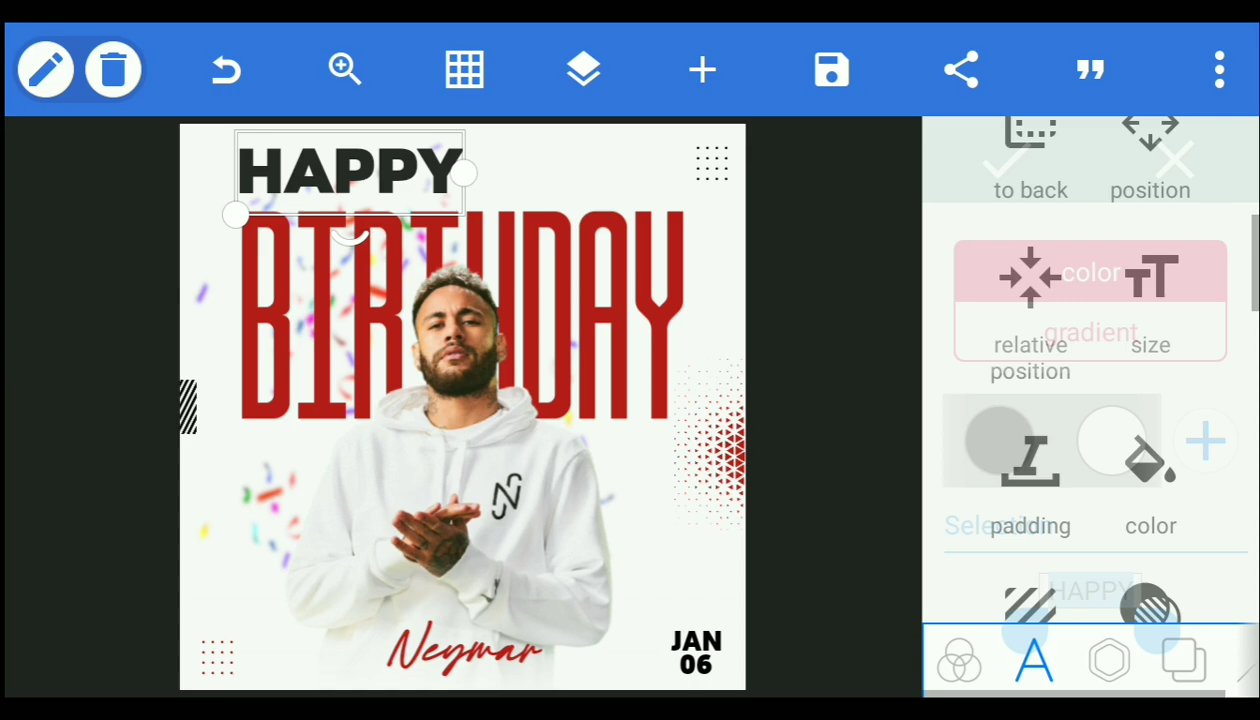 HAPPY
BIRTHDAY
Neymar
JAN
06
to back
position
color
gradient
relative
position
size
padding
color
HAPPY